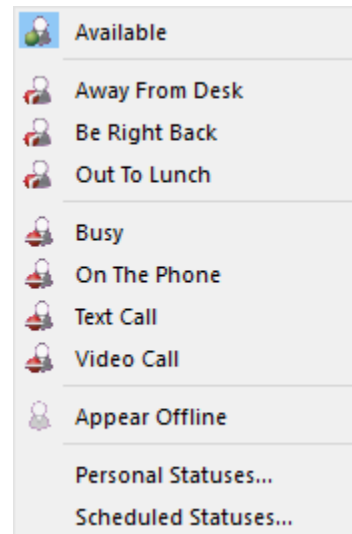 Available
Away From Desk
Be Right Back
Out To Lunch
Busy
On The Phone
Text Call
Video Call
Appear Offline
Personal Statuses...
Scheduled Statuses...